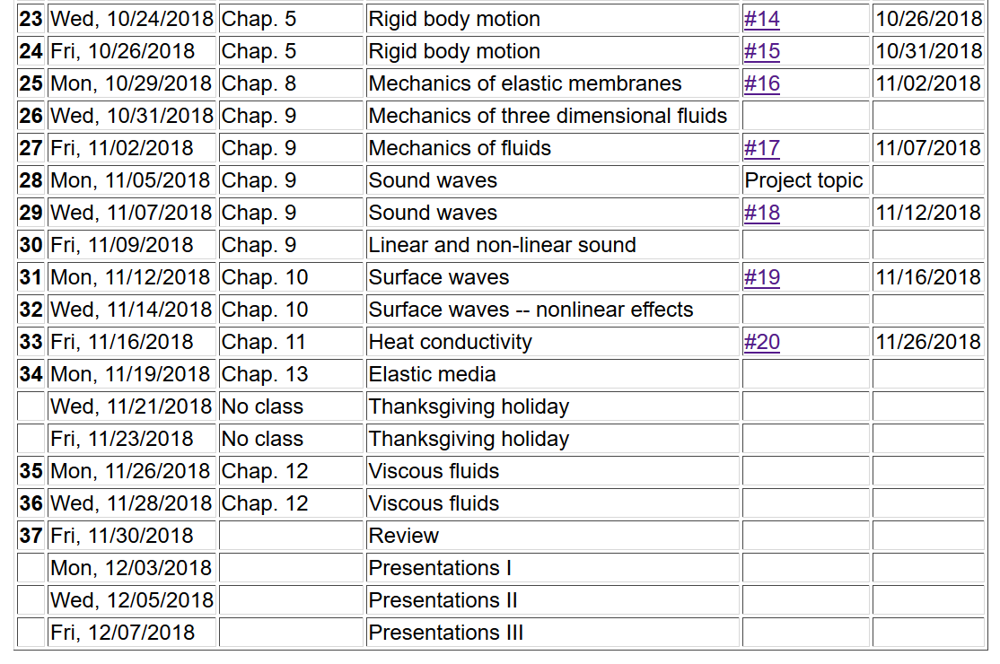 23 Wed, 10/24/2018 Chap. 5 Rigid body motion #14 10/26/2018
24 Fri, 10/26/2018 Chap. 5 Rigid body motion #15 10/31/2018
25 Mon, 10/29/2018 Chap. 8 Mechanics of elastic membranes #16 11/02/2018
26 Wed, 10/31/2018 Chap. 9 Mechanics of three dimensional fluids
27 Fri, 11/02/2018 Chap. 9 Mechanics of fluids #17 11/07/2018
28 Mon, 11/05/2018 Chap. 9 Sound waves Project topic
29 Wed, 11/07/2018 Chap. 9 Sound waves #18 11/12/2018
30 Fri, 11/09/2018 Chap. 9 Linear and non-linear sound
31 Mon, 11/12/2018 Chap. 10 Surface waves #19 11/16/2018
32 Wed, 11/14/2018 Chap. 10 Surface waves -- nonlinear effects
33 Fri, 11/16/2018 Chap. 11 Heat conductivity #20 11/26/2018
34 Mon, 11/19/2018 Chap. 13 Elastic media
Wed, 11/21/2018 No class Thanksgiving holiday
Fri, 11/23/2018 No class Thanksgiving holiday
35 Mon, 11/26/2018 Chap. 12 Viscous fluids
36 Wed, 11/28/2018 Chap. 12 Viscous fluids
37 Fri, 11/30/2018 Review
Mon, 12/03/2018 Presentations I
Wed, 12/05/2018 Presentations II
Fri, 12/07/2018 Presentations III